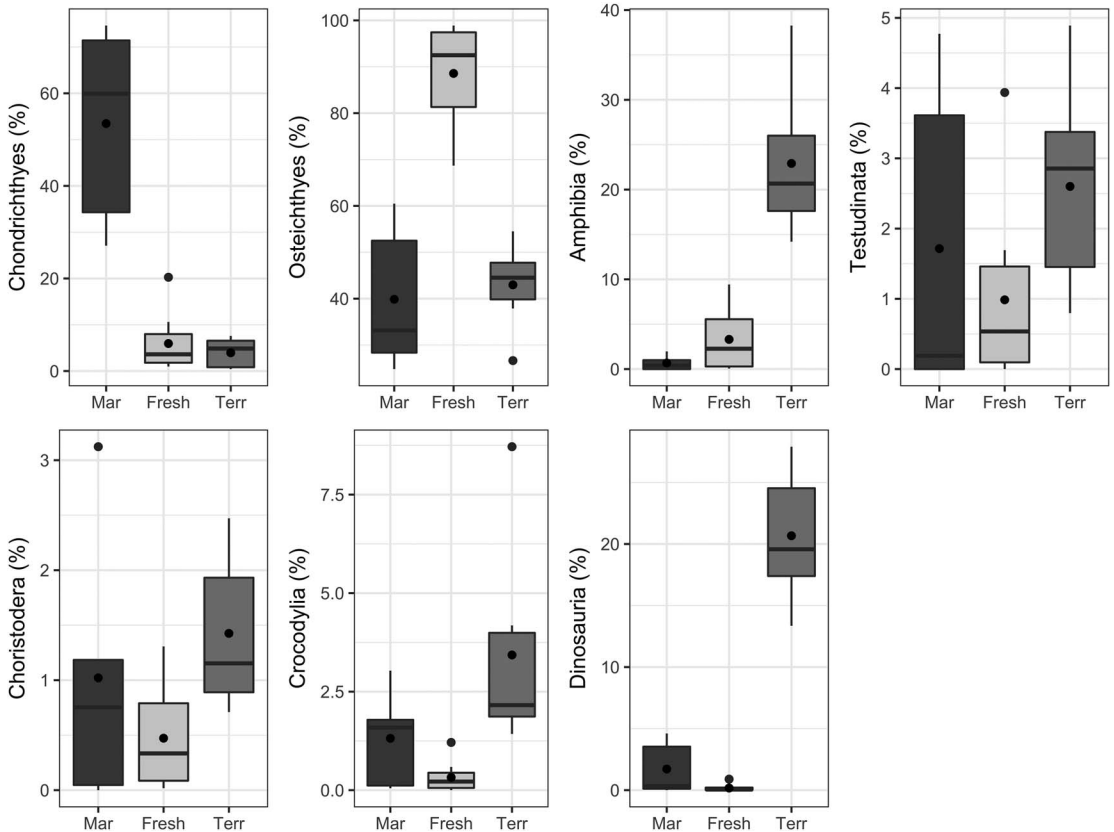 Chondrichthyes (%)
60
40
20
0
Mar Fresh Terr
Osteichthyes (%)
100
80
60
40
Mar Fresh Terr
Amphibia (%)
40
30
20
10
0
Mar Fresh Terr
Testudinata (%)
5
4
3
2
1
0
Mar Fresh Terr
Choristodera (%)
3
2
1
0
Mar Fresh Terr
Crocodylia (%)
7.5
5.0
2.5
0.0
Mar Fresh Terr
Dinosauria (%)
20
10
0
Mar Fresh Terr